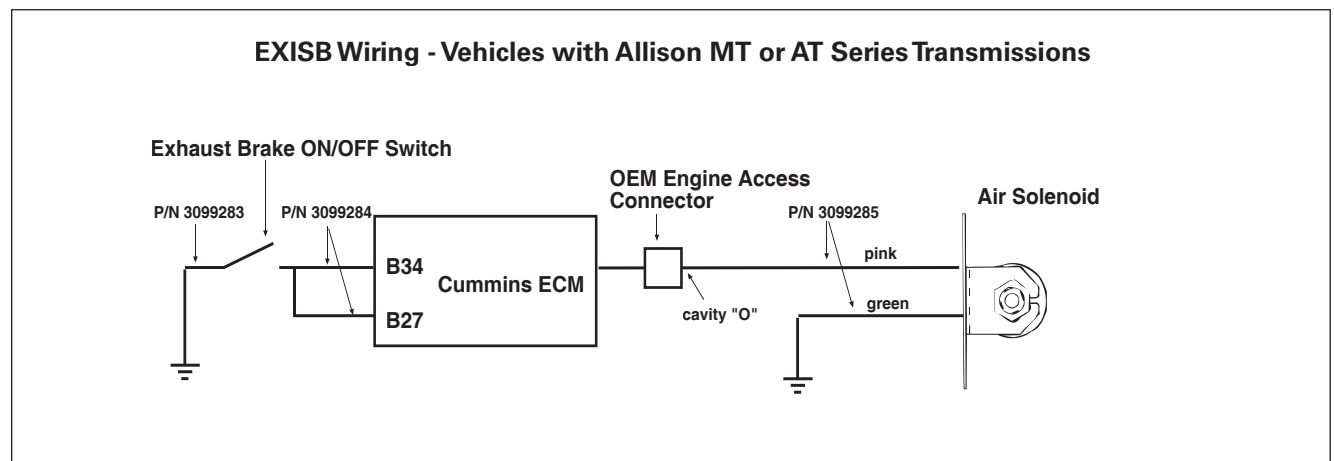 EXISB Wiring - Vehicles with Allison MT or AT Series Transmissions
Exhaust Brake ON/OFF Switch
P/N 3099283
P/N 3099284
B34
B27
Cummins ECM
OEM Engine Access
Connector
cavity "O"
P/N 3099285
pink
green
Air Solenoid